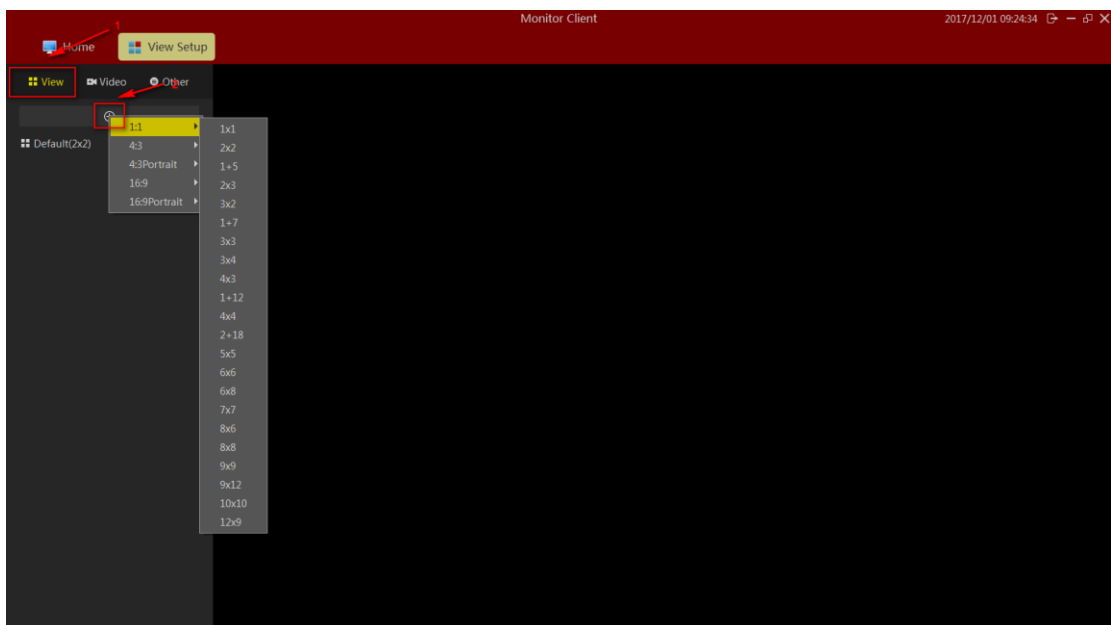 Monitor Client
2017/12/01 09:24:34
1
Home
View Setup
View
Video
Other
2
Default(2x2)
1:1
4:3
4:3Portrait
16:9
16:9Portrait
1x1
2x2
1+5
2x3
3x2
1+7
3x3
3x4
4x3
1+12
4x4
2+18
5x5
6x6
6x8
7x7
8x6
8x8
9x9
9x12
10x10
12x9